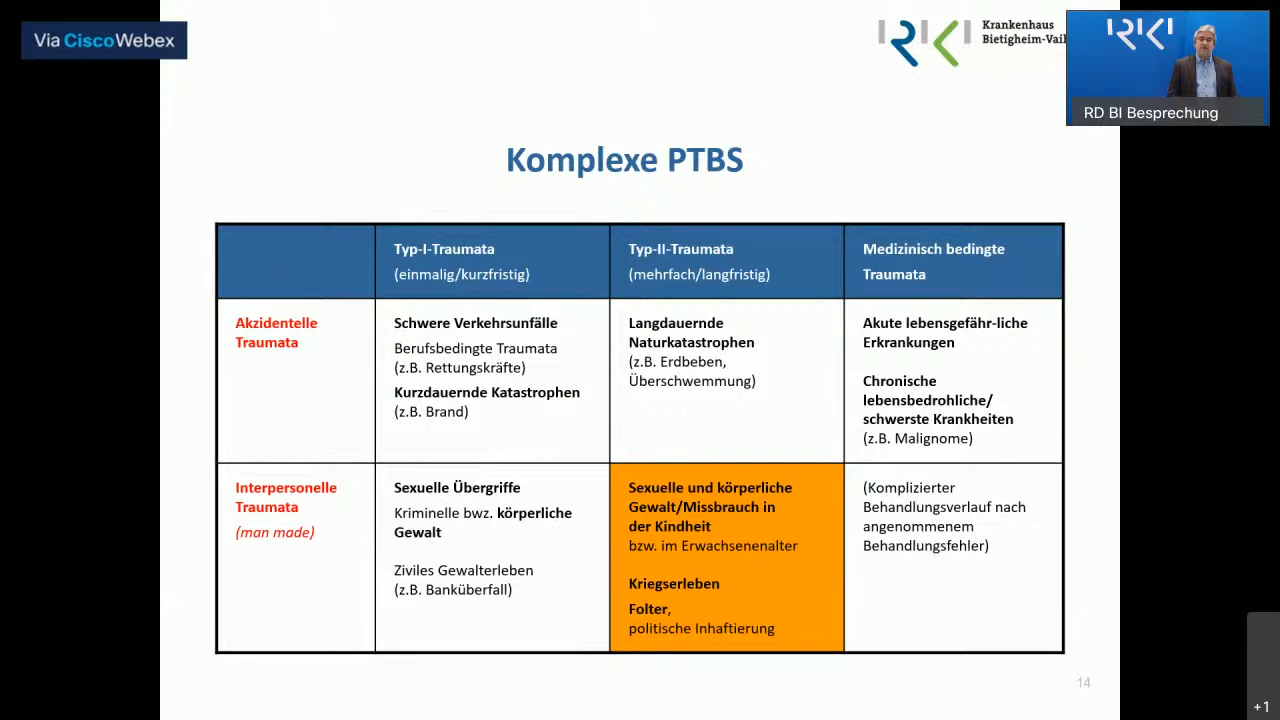 Via CiscoWebex
RKI
Krankenhaus
Bietigheim-Vaih
RKI
RD BI Besprechung
Komplexe PTBS
Typ-I-Traumata
(einmalig/kurzfristig)
Typ-II-Traumata
(mehrfach/langfristig)
Medizinisch bedingte
Traumata
Akzidentelle
Traumata
Schwere Verkehrsunfälle
Berufsbedingte Traumata
(z.B. Rettungskräfte)
Kurzdauernde Katastrophen
(z.B. Brand)
Langdauernde
Naturkatastrophen
(z.B. Erdbeben,
Überschwemmung)
Akute lebensgefähr-liche
Erkrankungen
Chronische
lebensbedrohliche/
schwerste Krankheiten
(z.B. Malignome)
Interpersonelle
Traumata
(man made)
Sexuelle Übergriffe
Kriminelle bwz. körperliche
Gewalt
Ziviles Gewalterleben
(z.B. Banküberfall)
Sexuelle und körperliche
Gewalt/Missbrauch in
der Kindheit
bzw. im Erwachsenenalter
Kriegserleben
Folter,
politische Inhaftierung
(Komplizierter
Behandlungsverlauf nach
angenommenem
Behandlungsfehler)
14
+1